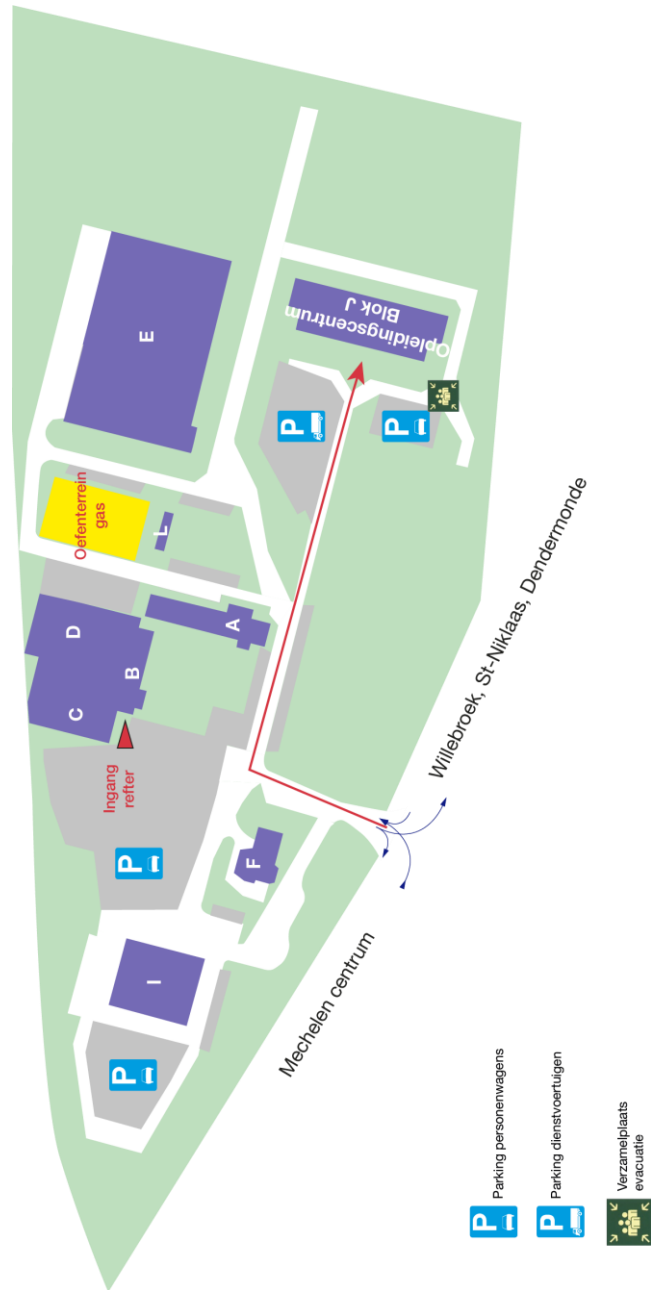 E
Opleidingscentrum
Blok J
P
P
Oefenterrein
gas
L
D
A
B
C
Ingang
refter
P
F
I
P
Willebroek, St-Niklaas, Dendermonde
Mechelen centrum
P
Parking personenwagens
P
Parking dienstvoertuigen
Verzamelplaats
evacuatie